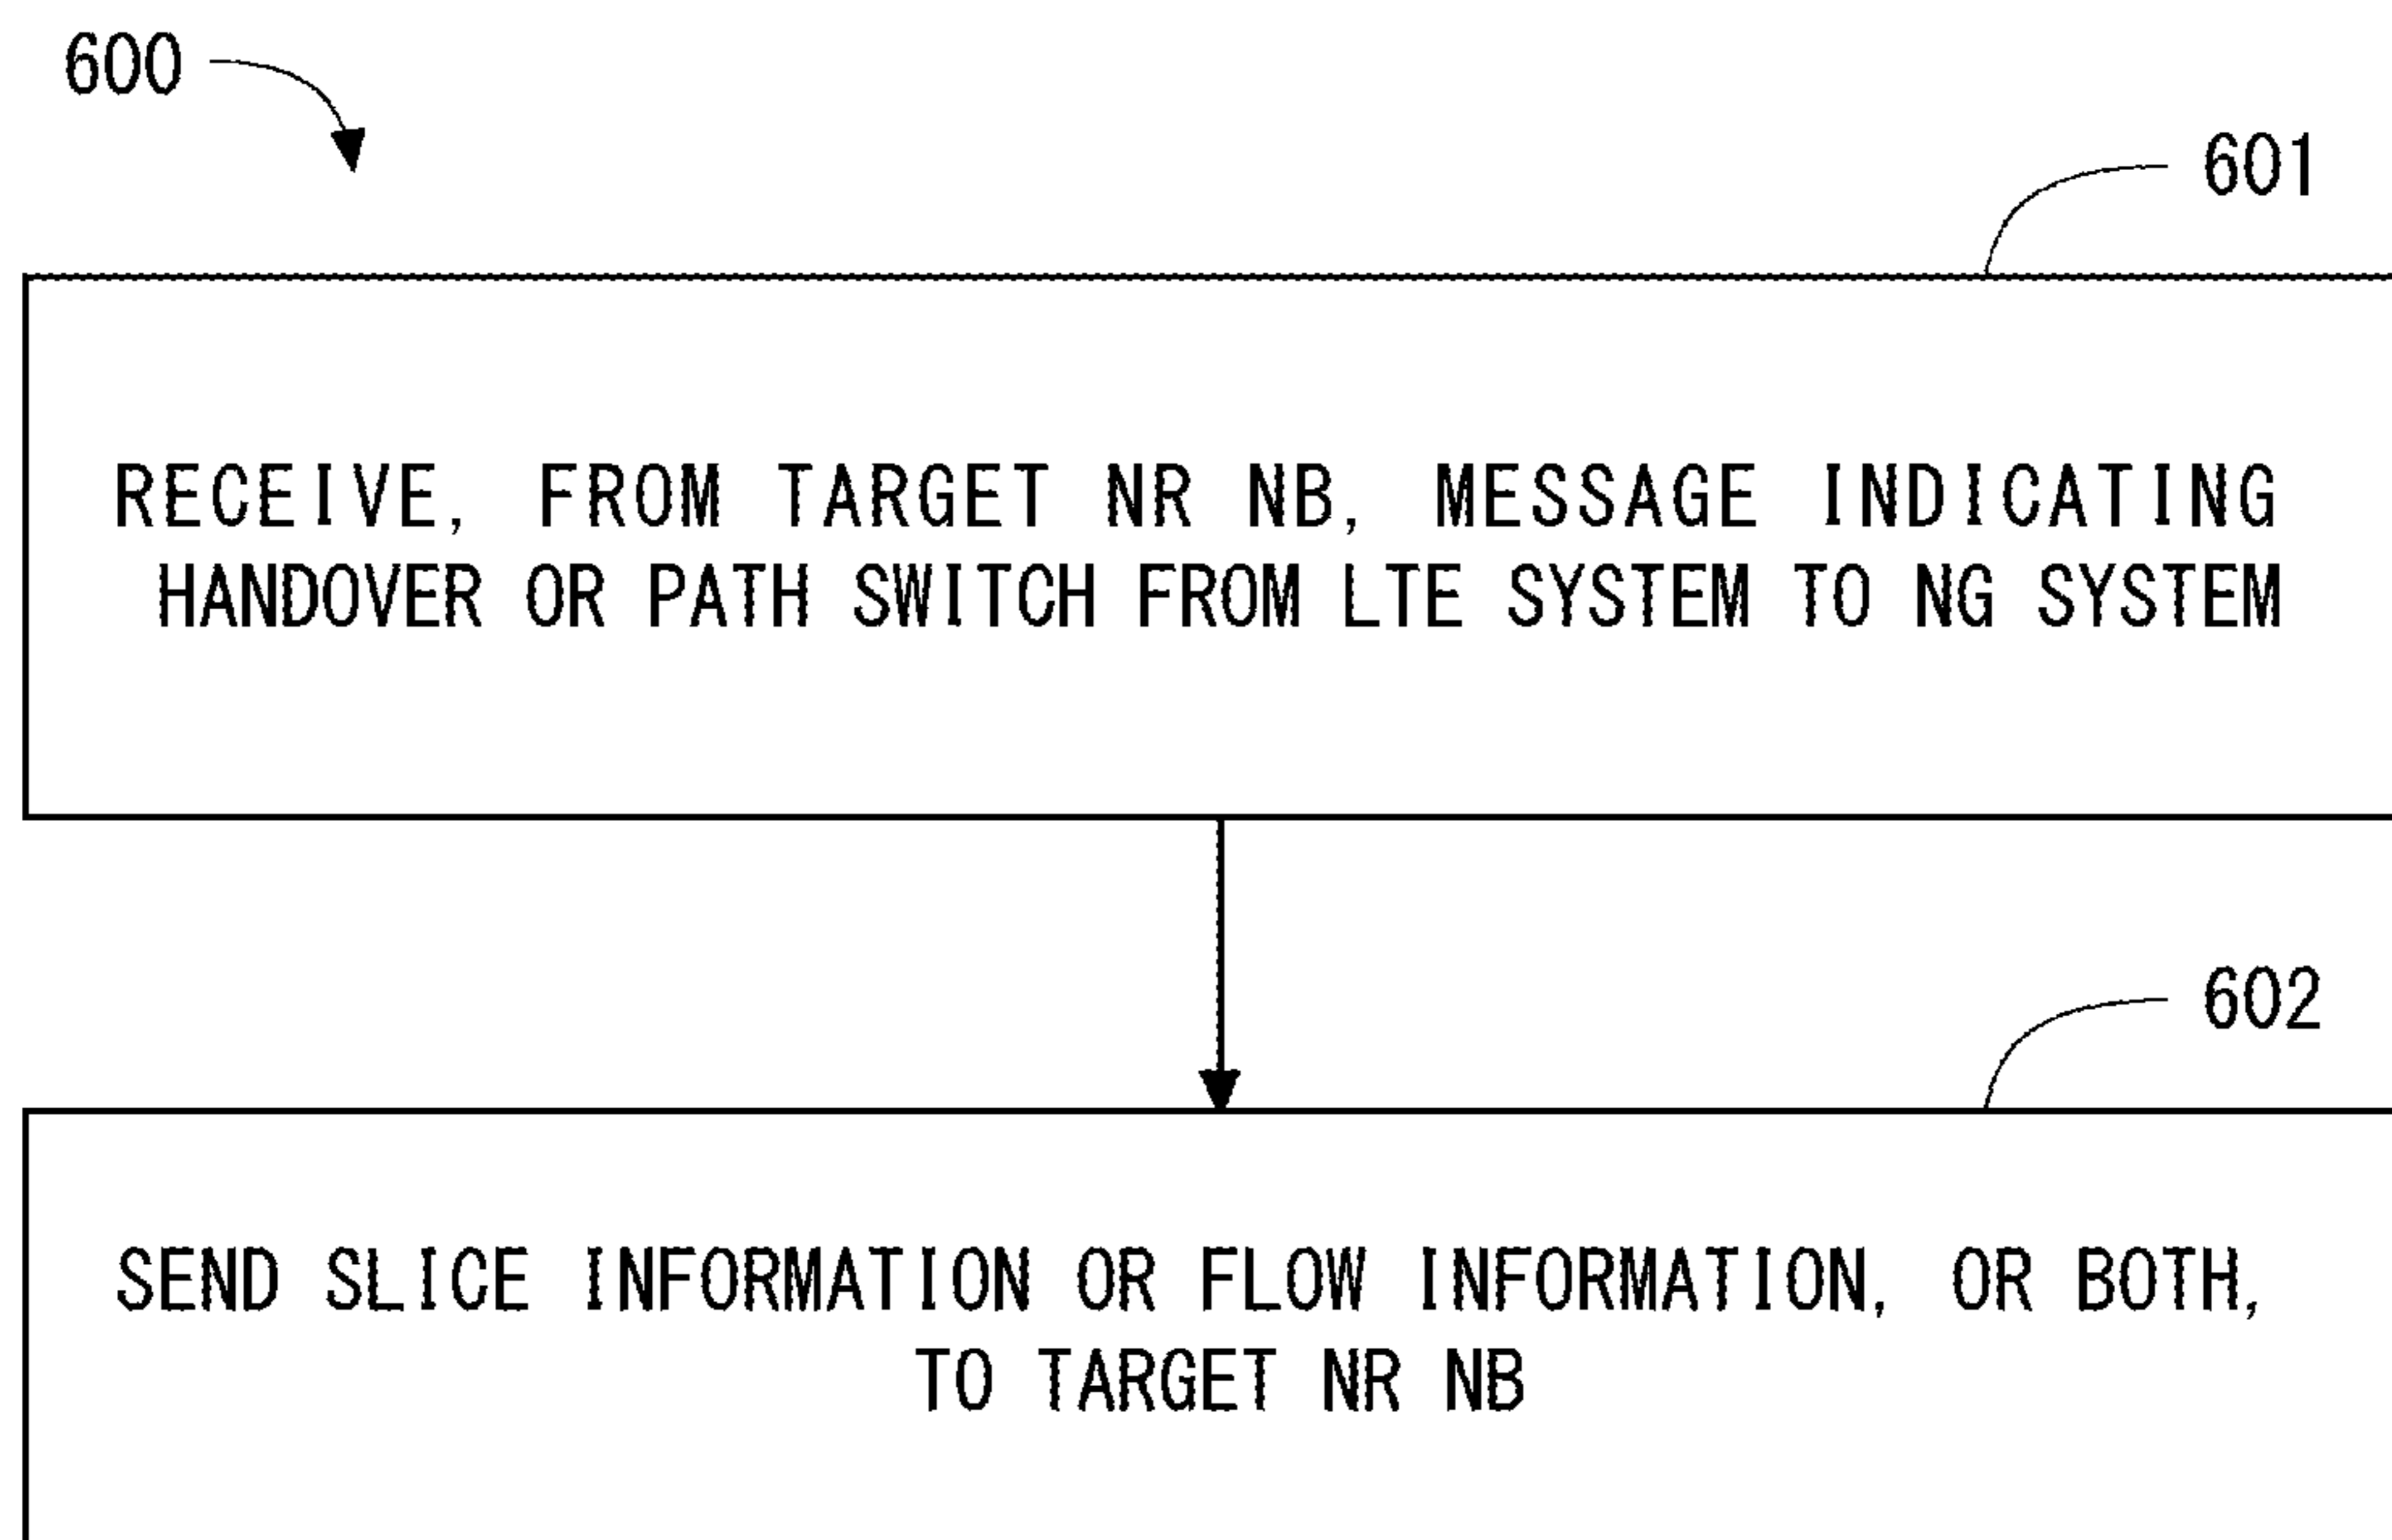 600
601
RECEIVE, FROM TARGET NR NB, MESSAGE INDICATING
HANDOVER OR PATH SWITCH FROM LTE SYSTEM TO NG SYSTEM
602
SEND SLICE INFORMATION OR FLOW INFORMATION, OR BOTH,
TO TARGET NR NB